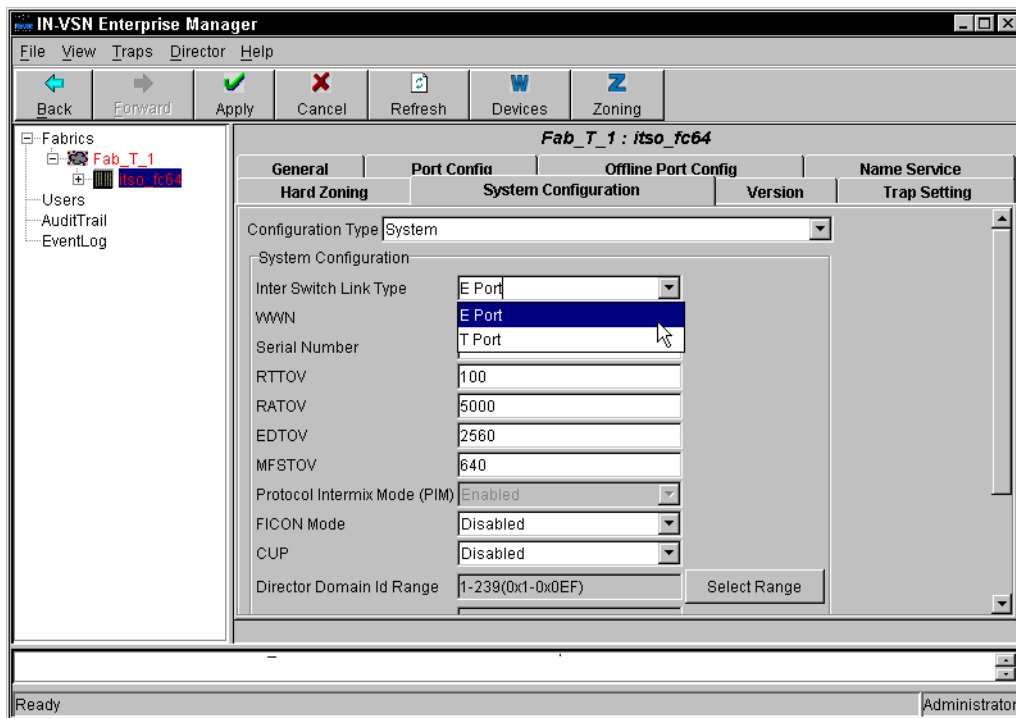 IN-VSN Enterprise Manager
File View Traps Director Help
Back Forward Apply Cancel Refresh Devices Zoning
Fabrics
Fab_T_1
itso_fc64
Users
AuditTrail
EventLog
Fab_T_1 : itso_fc64
General Port Config Offline Port Config Name Service
Hard Zoning System Configuration Version Trap Setting
Configuration Type System
System Configuration
Inter Switch Link Type E Port
WWN E Port
T Port
Serial Number
RTTOV 100
RATOV 5000
EDTOV 2560
MFSTOV 640
Protocol Intermix Mode (PIM) Enabled
FICON Mode Disabled
CUP Disabled
Director Domain Id Range 1-239(0x1-0x0EF) Select Range
Ready Administrator